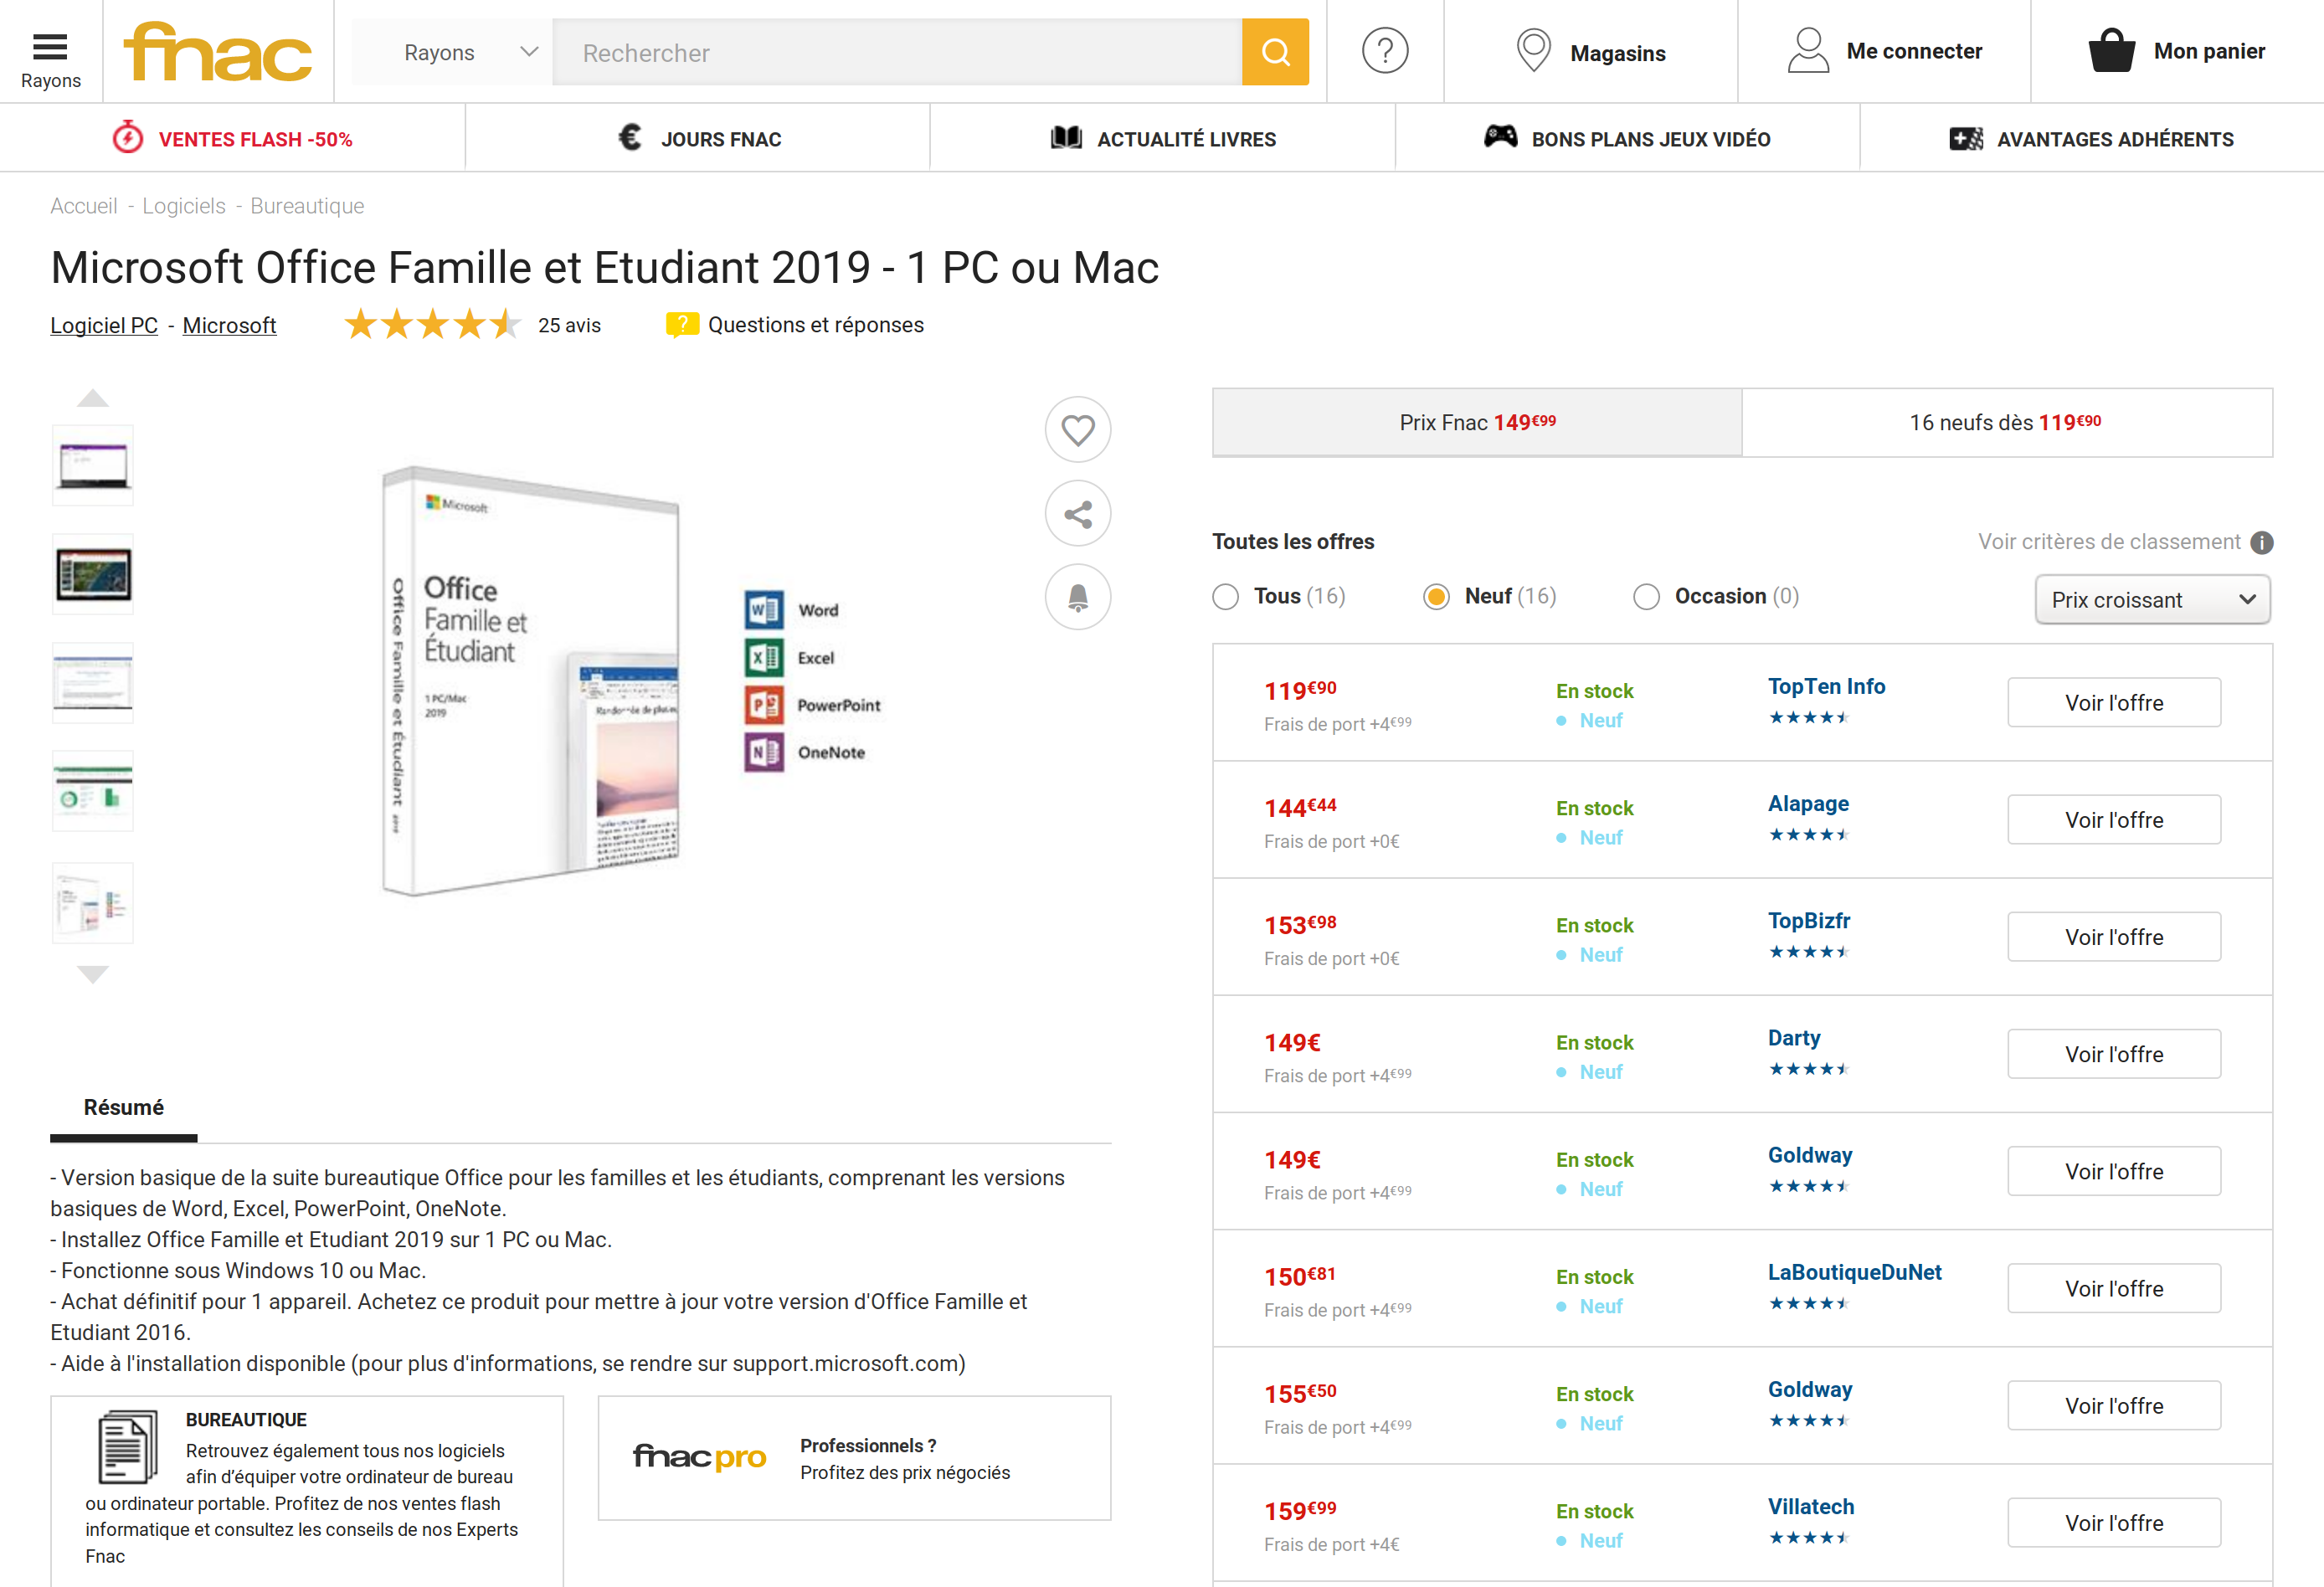 Rayons
fnac
Rayons
Rechercher
?
Magasins
Me connecter
Mon panier
VENTES FLASH -50%
€ JOURS FNAC
ACTUALITÉ LIVRES
BONS PLANS JEUX VIDÉO
AVANTAGES ADHÉRENTS
Accueil - Logiciels - Bureautique
Microsoft Office Famille et Etudiant 2019 - 1 PC ou Mac
Logiciel PC - Microsoft
25 avis
? Questions et réponses
Microsoft
Office
Famille et
Étudiant
1 PC/Mac
2019
Office Famille et Étudiant 2019
Word
Excel
PowerPoint
OneNote
Prix Fnac 149€99
16 neufs dès 119€90
Toutes les offres
Voir critères de classement i
Tous (16)
Neuf (16)
Occasion (0)
Prix croissant
119€90 En stock TopTen Info Voir l'offre
Frais de port +4€99 Neuf
144€44 En stock Alapage Voir l'offre
Frais de port +0€ Neuf
153€98 En stock TopBizfr Voir l'offre
Frais de port +0€ Neuf
149€ En stock Darty Voir l'offre
Frais de port +4€99 Neuf
149€ En stock Goldway Voir l'offre
Frais de port +4€99 Neuf
150€81 En stock LaBoutiqueDuNet Voir l'offre
Frais de port +4€99 Neuf
155€50 En stock Goldway Voir l'offre
Frais de port +4€99 Neuf
159€99 En stock Villatech Voir l'offre
Frais de port +4€ Neuf
Résumé
- Version basique de la suite bureautique Office pour les familles et les étudiants, comprenant les versions
basiques de Word, Excel, PowerPoint, OneNote.
- Installez Office Famille et Etudiant 2019 sur 1 PC ou Mac.
- Fonctionne sous Windows 10 ou Mac.
- Achat définitif pour 1 appareil. Achetez ce produit pour mettre à jour votre version d'Office Famille et
Etudiant 2016.
- Aide à l'installation disponible (pour plus d'informations, se rendre sur support.microsoft.com)
BUREAUTIQUE
Retrouvez également tous nos logiciels
afin d’équiper votre ordinateur de bureau
ou ordinateur portable. Profitez de nos ventes flash
informatique et consultez les conseils de nos Experts
Fnac
fnac pro
Professionnels ?
Profitez des prix négociés